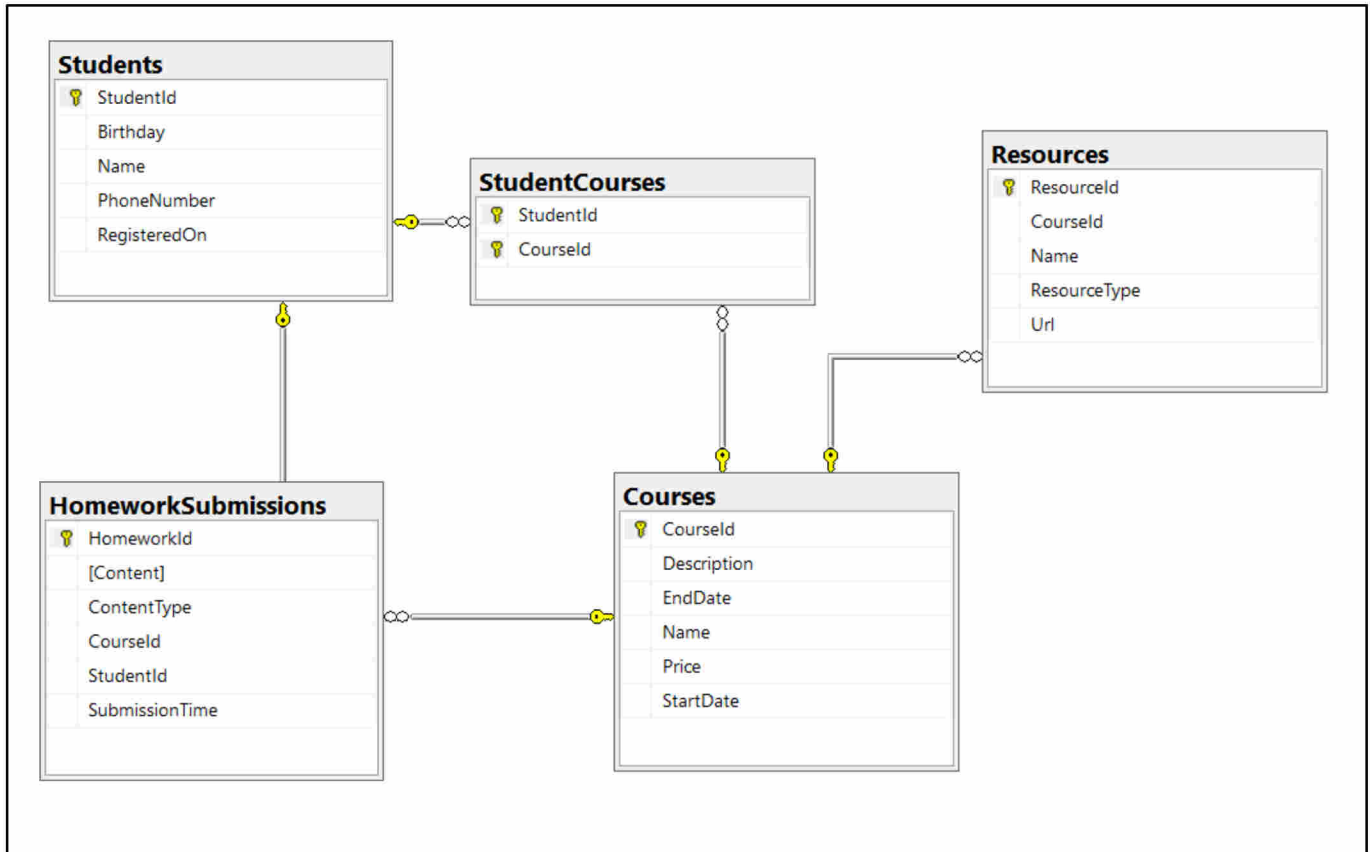 Students
StudentId
Birthday
Name
PhoneNumber
RegisteredOn
StudentCourses
StudentId
CourseId
Resources
ResourceId
CourseId
Name
ResourceType
Url
HomeworkSubmissions
HomeworkId
[Content]
ContentType
CourseId
StudentId
SubmissionTime
Courses
CourseId
Description
EndDate
Name
Price
StartDate